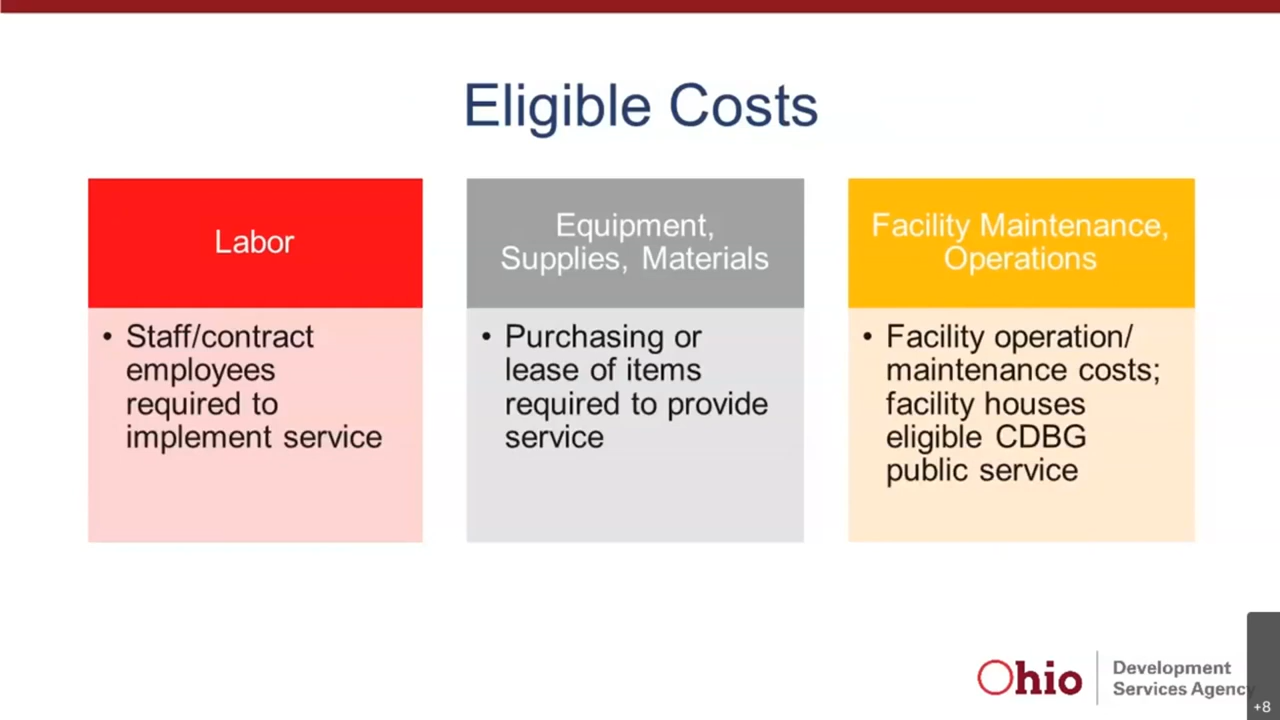 Eligible Costs
Labor
• Staff/contract
employees
required to
implement service
Equipment,
Supplies, Materials
• Purchasing or
lease of items
required to provide
service
Facility Maintenance,
Operations
• Facility operation/
maintenance costs;
facility houses
eligible CDBG
public service
Ohio
Development
Services Agency
+8